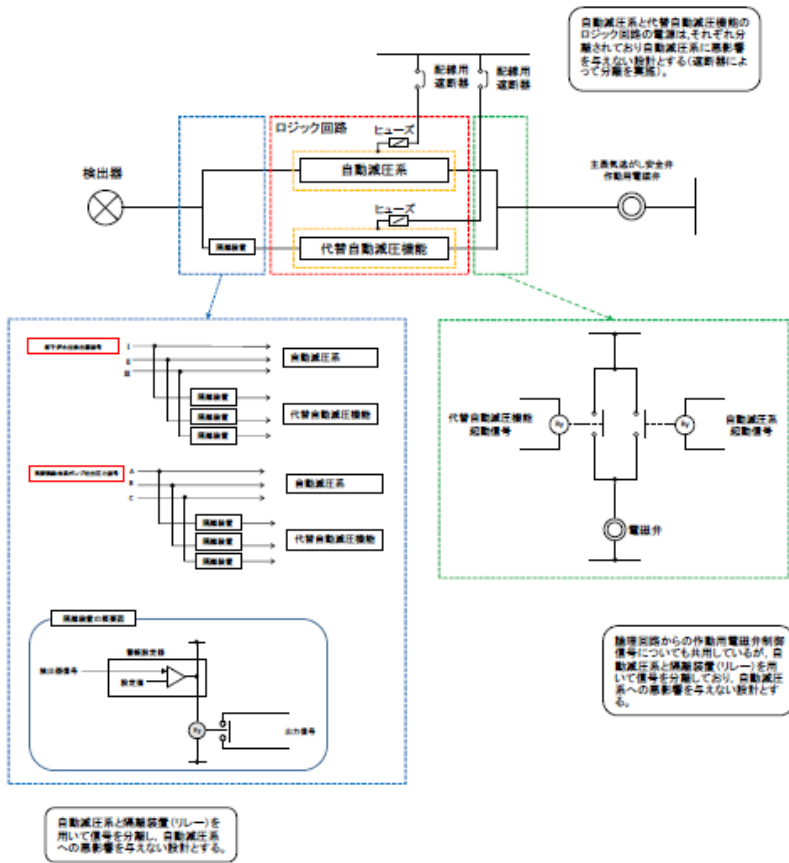 自動減圧系と代替自動減圧機能の
ロジック回路の電源は、それぞれ分
離されており自動減圧系に悪影響
を与えない設計とする(遮断器によ
って分離を実施)。
配線用
遮断器
配線用
遮断器
ロジック回路
ヒューズ
検出器
自動減圧系
主蒸気逃がし安全弁
作動用電磁弁
ヒューズ
隔離装置
代替自動減圧機能
I
II
III
自動減圧系
隔離装置
隔離装置
隔離装置
代替自動減圧機能
A
B
C
自動減圧系
隔離装置
隔離装置
隔離装置
代替自動減圧機能
代替自動減圧機能
起動信号
Ry
Ry
自動減圧系
起動信号
電磁弁
隔離装置の概要図
警報設定器
検出器信号
設定値
Ry
出力信号
論理回路からの作動用電磁弁制御
信号についても共用しているが、自
動減圧系と隔離装置(リレー)を用
いて信号を分離しており、自動減圧
系への悪影響を与えない設計とす
る。
自動減圧系と隔離装置(リレー)を
用いて信号を分離し、自動減圧系
への悪影響を与えない設計とする。